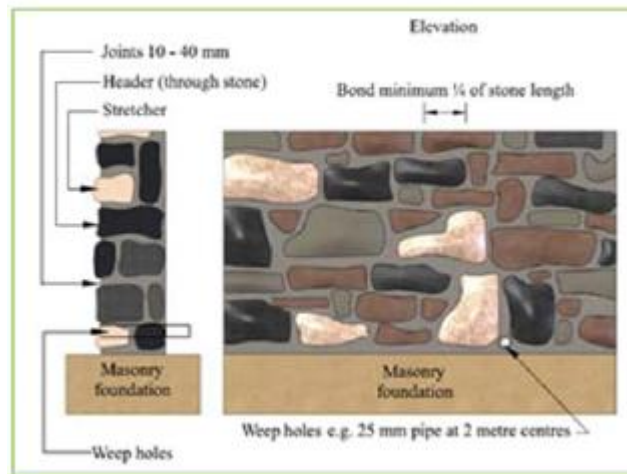 Elevation
Joints 10 - 40 mm
Header (through stone)
Stretcher
Bond minimum ¼ of stone length
Masonry
foundation
Masonry
foundation
Weep holes e.g. 25 mm pipe at 2 metre centres
Weep holes